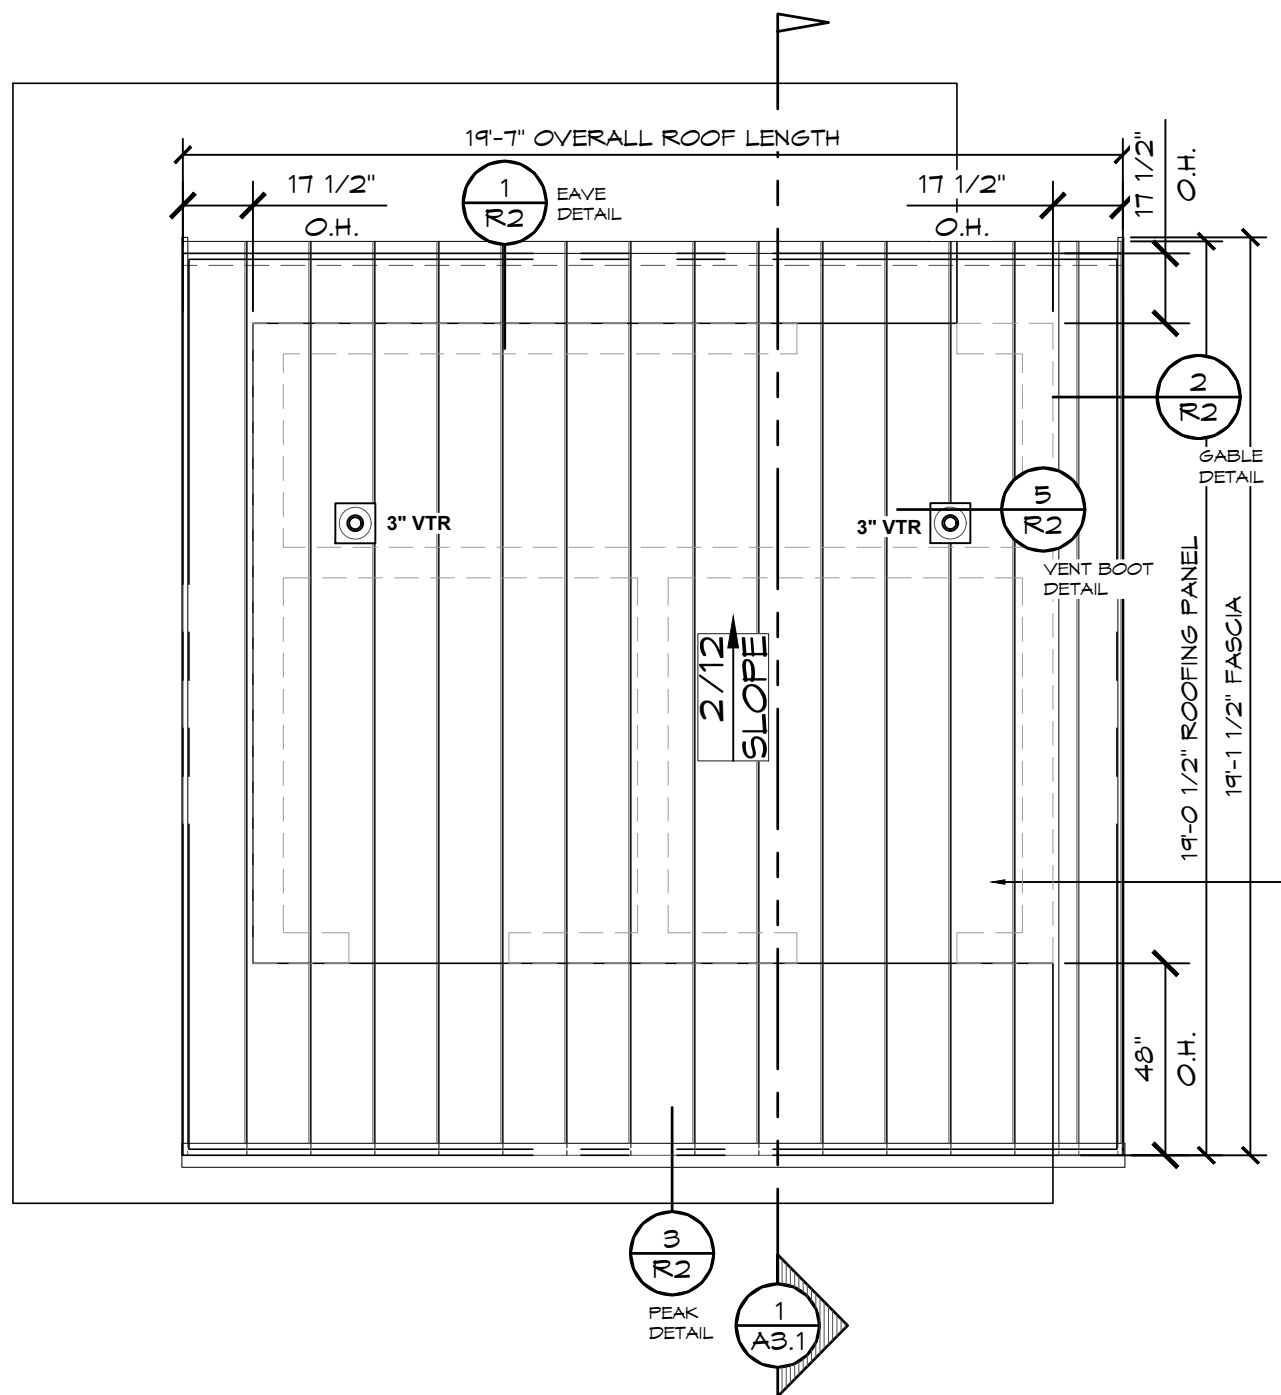 19'-7" OVERALL ROOF LENGTH
17 1/2"
O.H.
1
R2
EAVE
DETAIL
17 1/2"
O.H.
17 1/2"
O.H.
2
R2
GABLE
DETAIL
3" VTR
3" VTR
5
R2
VENT BOOT
DETAIL
2/12
SLOPE
19'-0 1/2" ROOFING PANEL
19'-1 1/2" FASCIA
48"
O.H.
3
R2
PEAK
DETAIL
1
A3.1